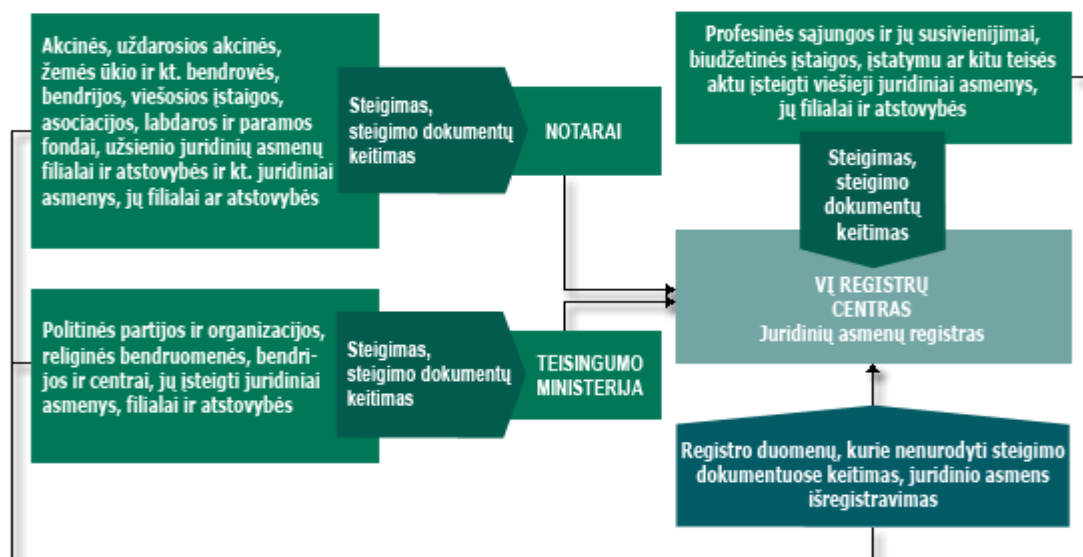 Akcinės, uždarosios akcinės,
žemės ūkio ir kt. bendrovės,
bendrijos, viešosios įstaigos,
asociacijos, labdaros ir paramos
fondai, užsienio juridinių asmenų
filialai ir atstovybės ir kt. juridiniai
asmenys, jų filialai ar atstovybės
Steigimas,
steigimo dokumentų
keitimas
NOTARAI
Profesinės sąjungos ir jų susivienijimai,
biudžetinės įstaigos, įstatymu ar kitu teisės
aktu įsteigti viešieji juridiniai asmenys,
jų filialai ir atstovybės
Steigimas,
steigimo
dokumentų
keitimas
VĮ REGISTRŲ
CENTRAS
Juridinių asmenų registras
Politinės partijos ir organizacijos,
religinės bendruomenės, bendri-
jos ir centrai, jų įsteigti juridiniai
asmenys, filialai ir atstovybės
Steigimas,
steigimo dokumentų
keitimas
TEISINGUMO
MINISTERIJA
Registro duomenų, kurie nenurodyti steigimo
dokumentuose keitimas, juridinio asmens
išregistravimas